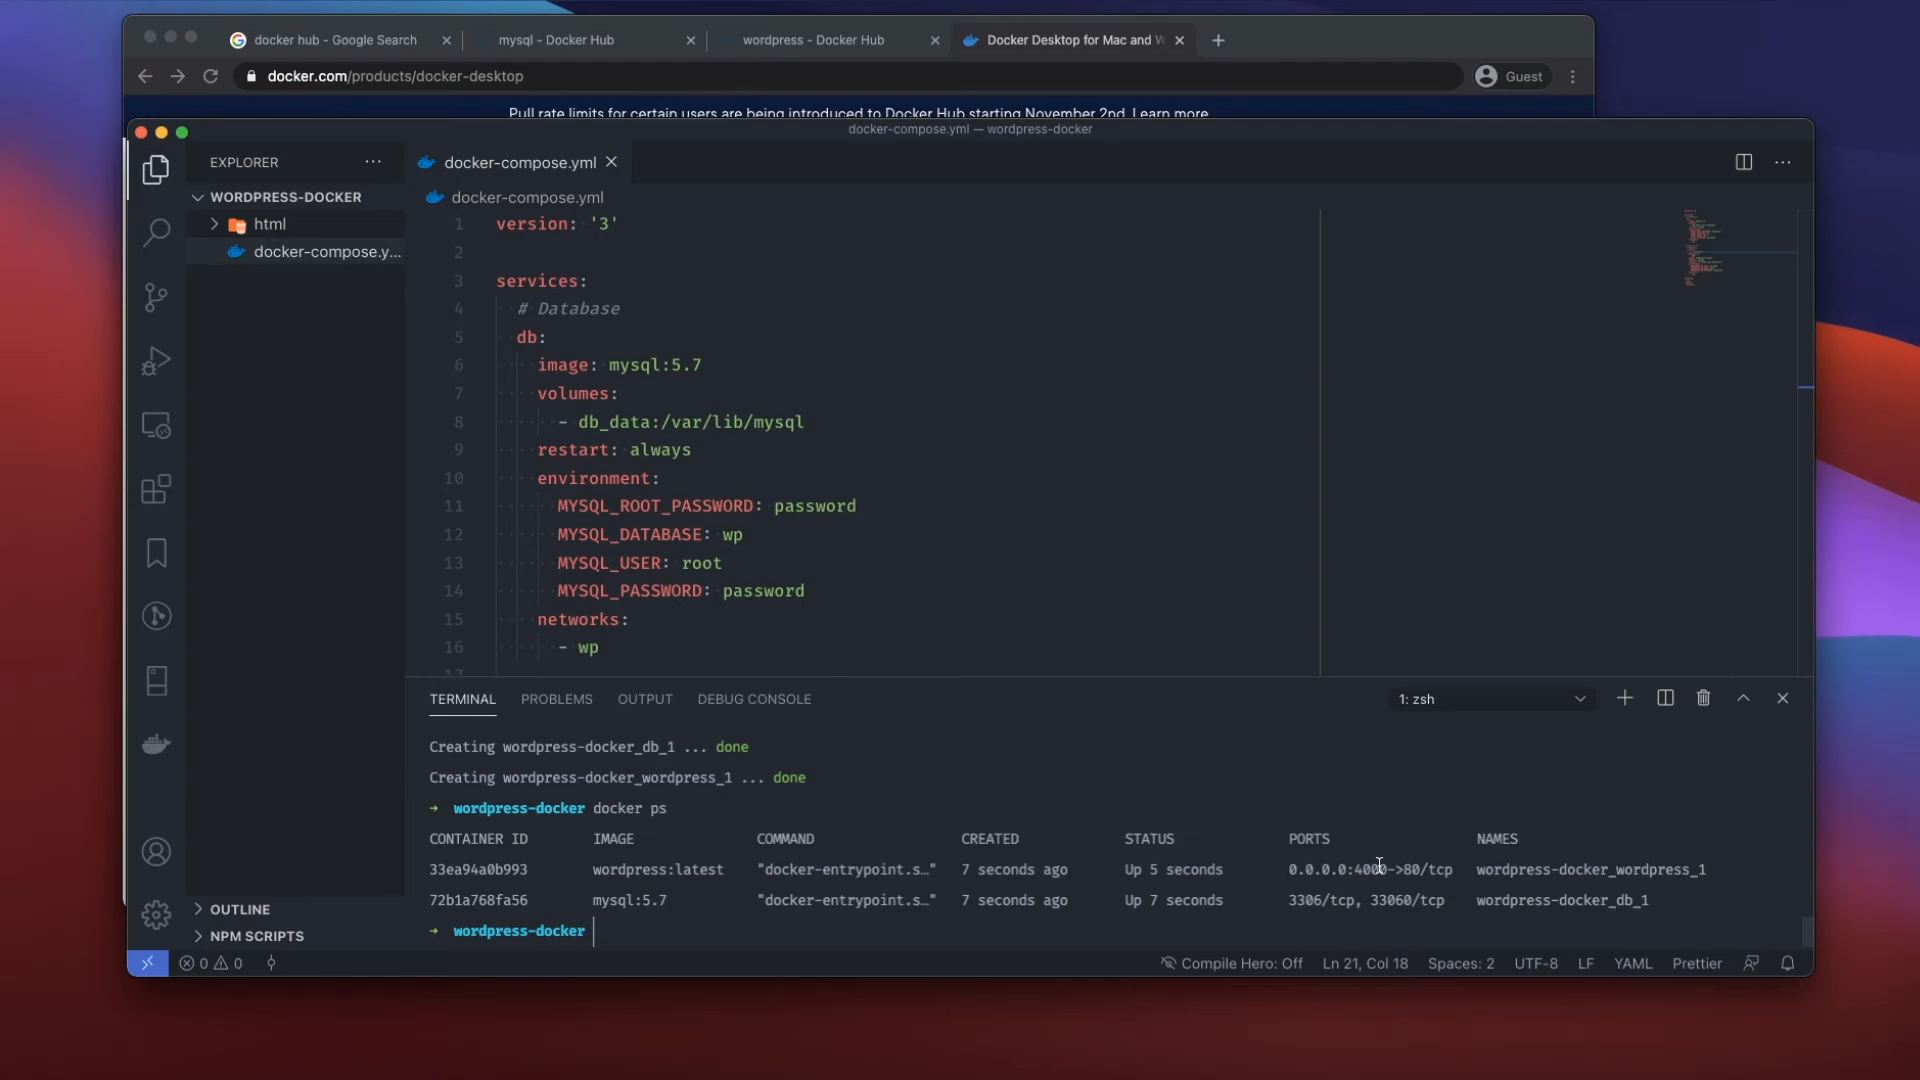 docker hub - Google Search
mysql - Docker Hub
wordpress - Docker Hub
Docker Desktop for Mac and W
docker.com/products/docker-desktop
Guest
Pull rate limits for certain users are being introduced to Docker Hub starting November 2nd. Learn more
docker-compose.yml — wordpress-docker
EXPLORER
docker-compose.yml
WORDPRESS-DOCKER
html
docker-compose.y...
OUTLINE
NPM SCRIPTS
docker-compose.yml
1 version: '3'
2
3 services:
4 # Database
5 db:
6 image: mysql:5.7
7 volumes:
8 - db_data:/var/lib/mysql
9 restart: always
10 environment:
11 MYSQL_ROOT_PASSWORD: password
12 MYSQL_DATABASE: wp
13 MYSQL_USER: root
14 MYSQL_PASSWORD: password
15 networks:
16 - wp
17
TERMINAL PROBLEMS OUTPUT DEBUG CONSOLE 1: zsh
Creating wordpress-docker_db_1 ... done
Creating wordpress-docker_wordpress_1 ... done
→ wordpress-docker docker ps
CONTAINER ID IMAGE COMMAND CREATED STATUS PORTS NAMES
33ea94a0b993 wordpress:latest "docker-entrypoint.s…" 7 seconds ago Up 5 seconds 0.0.0.0:4000->80/tcp wordpress-docker_wordpress_1
72b1a768fa56 mysql:5.7 "docker-entrypoint.s…" 7 seconds ago Up 7 seconds 3306/tcp, 33060/tcp wordpress-docker_db_1
→ wordpress-docker
0 0 Compile Hero: Off Ln 21, Col 18 Spaces: 2 UTF-8 LF YAML Prettier